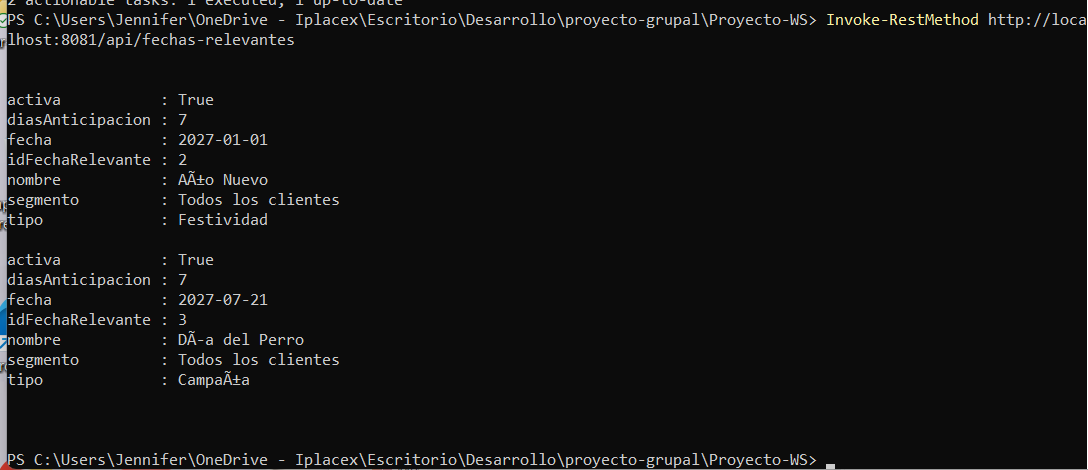 2 actionable tasks: 1 executed, 1 up-to-date
PS C:\Users\Jennifer\OneDrive - Iplacex\Escritorio\Desarrollo\proyecto-grupal\Proyecto-WS> Invoke-RestMethod http://loca
lhost:8081/api/fechas-relevantes
activa           : True
diasAnticipacion : 7
fecha            : 2027-01-01
idFechaRelevante : 2
nombre           : AÃ±o Nuevo
segmento         : Todos los clientes
tipo             : Festividad
activa           : True
diasAnticipacion : 7
fecha            : 2027-07-21
idFechaRelevante : 3
nombre           : DÃ-a del Perro
segmento         : Todos los clientes
tipo             : CampaÃ±a
PS C:\Users\Jennifer\OneDrive - Iplacex\Escritorio\Desarrollo\proyecto-grupal\Proyecto-WS>